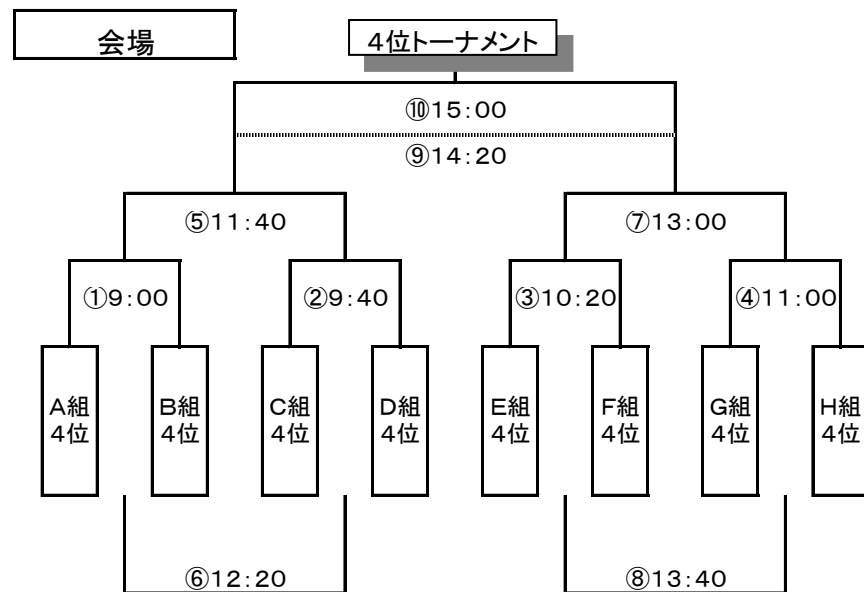 会場
4位トーナメント
⑩15:00
⑨14:20
⑤11:40
⑦13:00
①9:00
②9:40
③10:20
④11:00
A組
4位
B組
4位
C組
4位
D組
4位
E組
4位
F組
4位
G組
4位
H組
4位
⑥12:20
⑧13:40